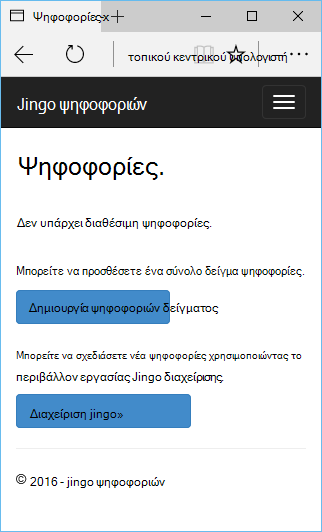 Ψηφοφορίες-x
τοπικού κεντρικού υπολογιστή
Jingo ψηφοφοριών
Ψηφοφορίες.
Δεν υπάρχει διαθέσιμη ψηφοφορίες.
Μπορείτε να προσθέσετε ένα σύνολο δείγμα ψηφοφορίες.
Δημιουργία ψηφοφοριών δείγματος
Μπορείτε να σχεδιάσετε νέα ψηφοφορίες χρησιμοποιώντας το
περιβάλλον εργασίας Jingo διαχείρισης.
Διαχείριση jingo»
© 2016 - jingo ψηφοφοριών